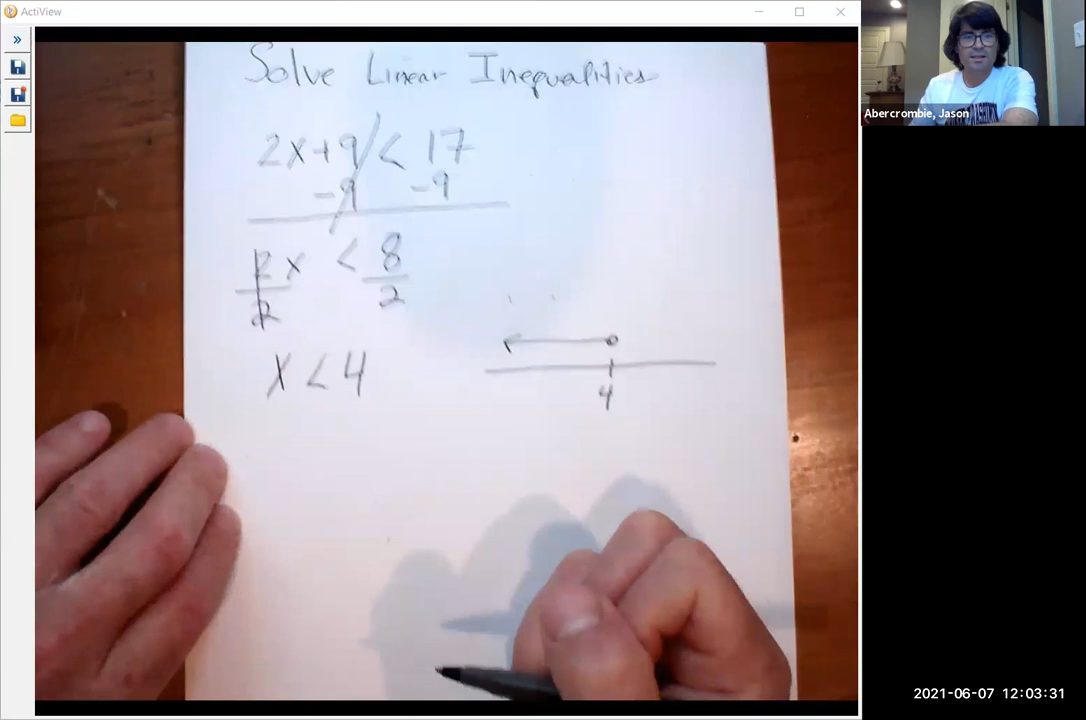 ActiView
Solve Linear Inequalities
2x+9 < 17
-9 -9
2x < 8
2 2
x < 4
4
Abercrombie, Jason
2021-06-07 12:03:31